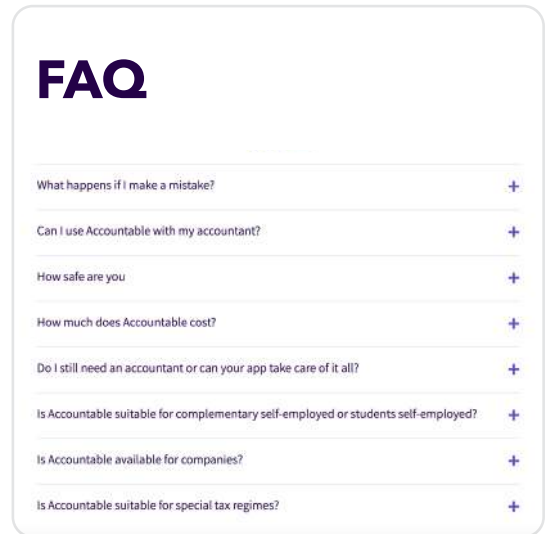 FAQ
What happens if I make a mistake?
Can I use Accountable with my accountant?
How safe are you
How much does Accountable cost?
Do I still need an accountant or can your app take care of it all?
Is Accountable suitable for complementary self-employed or students self-employed?
Is Accountable available for companies?
Is Accountable suitable for special tax regimes?